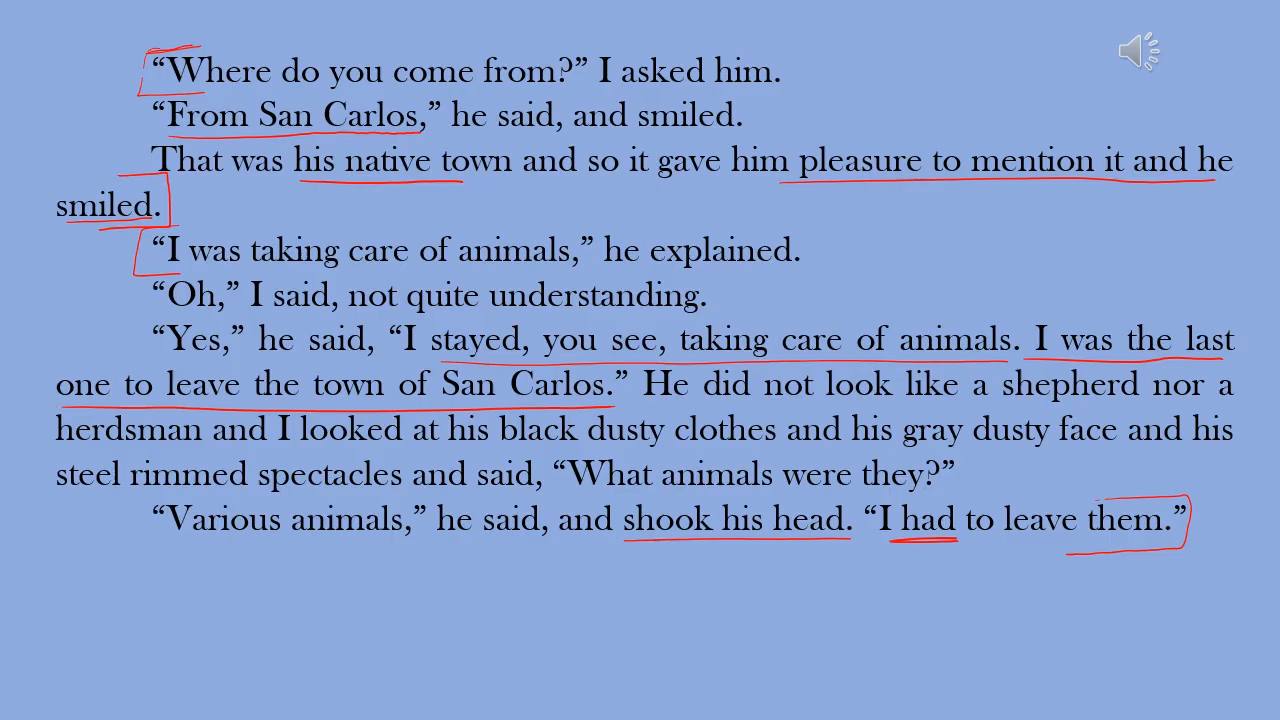 “Where do you come from?” I asked him.
“From San Carlos,” he said, and smiled.
That was his native town and so it gave him pleasure to mention it and he
smiled.
“I was taking care of animals,” he explained.
“Oh,” I said, not quite understanding.
“Yes,” he said, “I stayed, you see, taking care of animals. I was the last
one to leave the town of San Carlos.” He did not look like a shepherd nor a
herdsman and I looked at his black dusty clothes and his gray dusty face and his
steel rimmed spectacles and said, “What animals were they?”
“Various animals,” he said, and shook his head. “I had to leave them.”